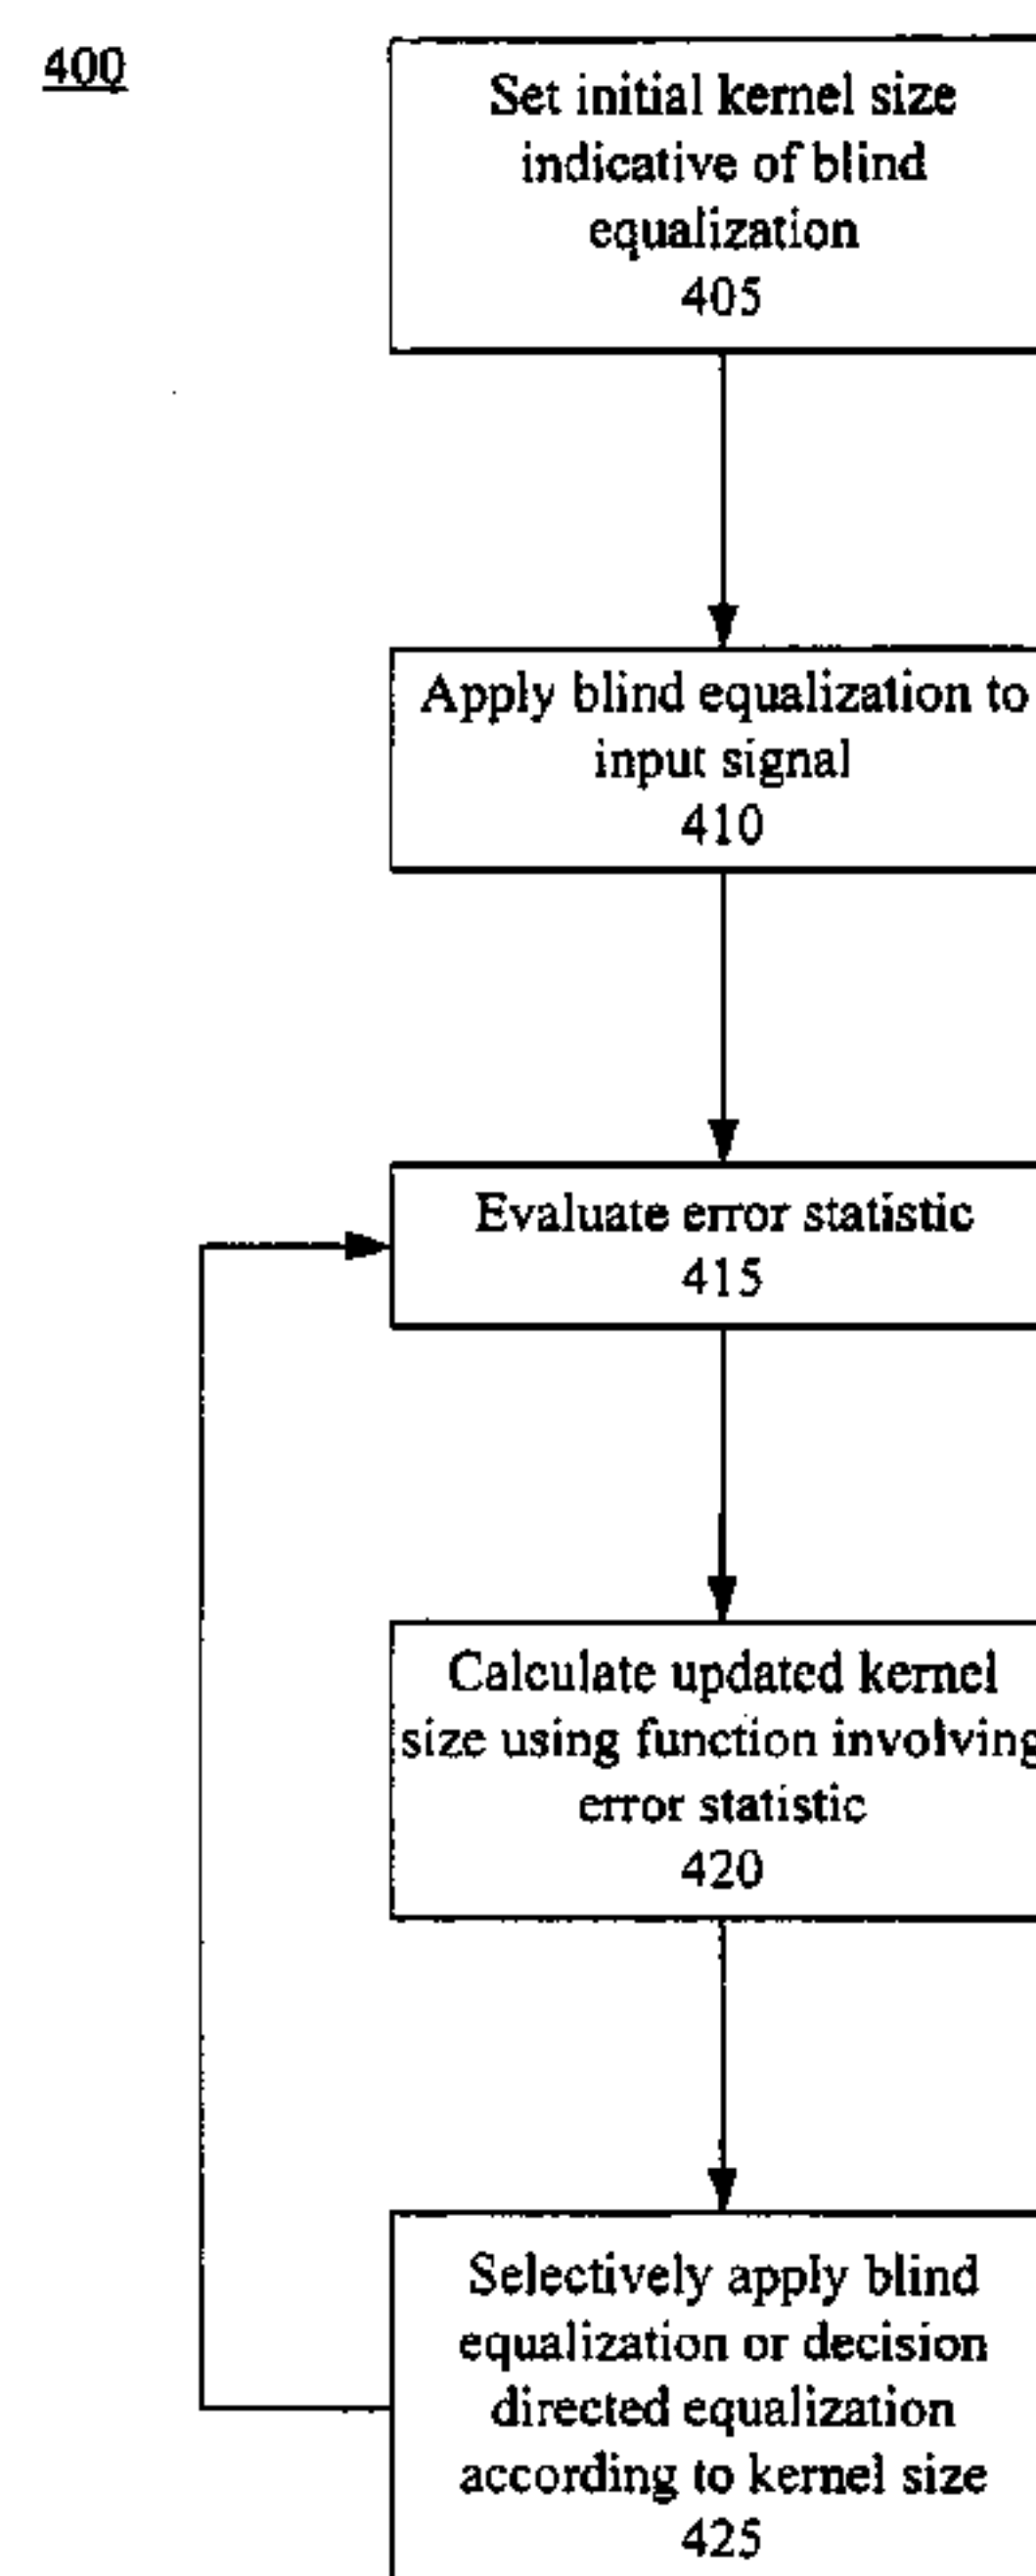 400
Set initial kernel size
indicative of blind
equalization
405
Apply blind equalization to
input signal
410
Evaluate error statistic
415
Calculate updated kernel
size using function involving
error statistic
420
Selectively apply blind
equalization or decision
directed equalization
according to kernel size
425